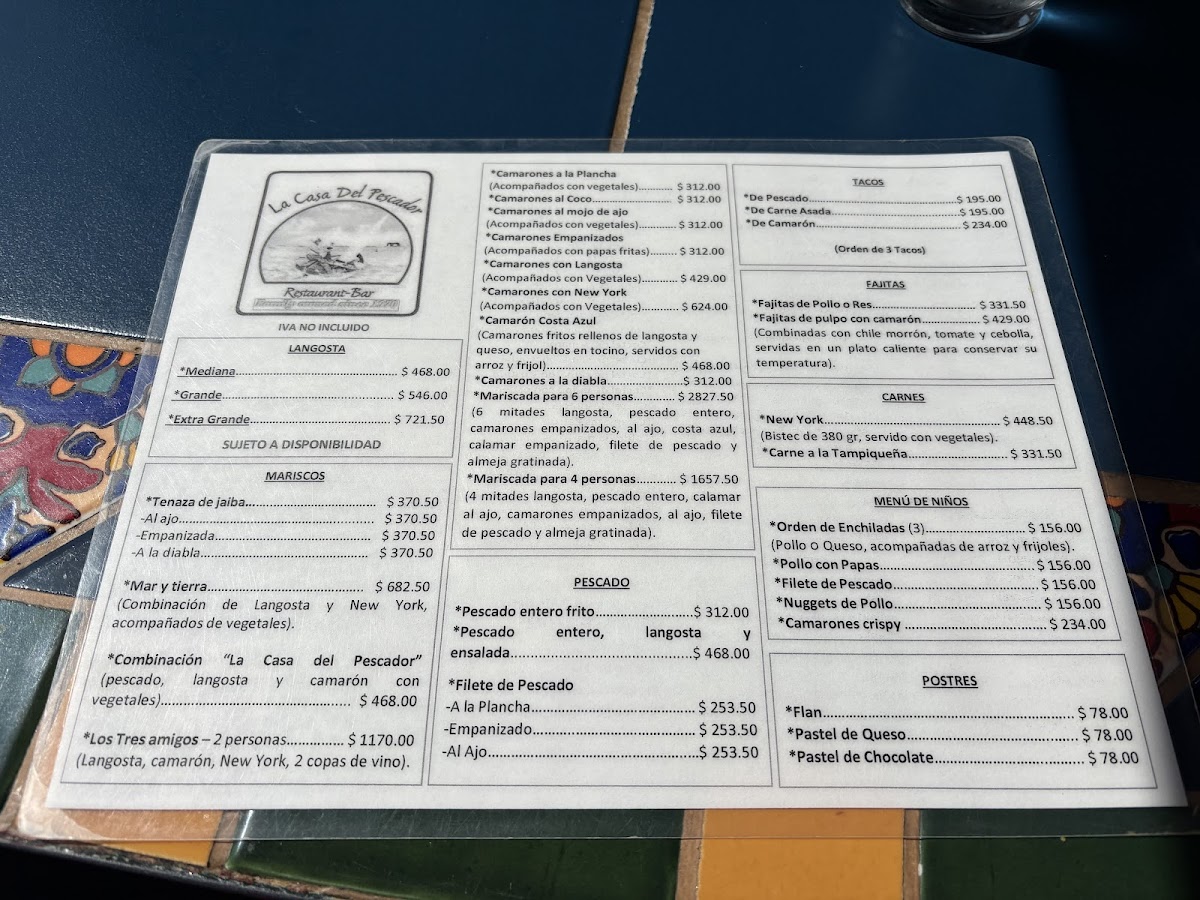 La Casa Del Pescador
Restaurant-Bar
IVA NO INCLUIDO
LANGOSTA
*Mediana................................ $ 468.00
*Grande................................ $ 546.00
*Extra Grande........................ $ 721.50
SUJETO A DISPONIBILIDAD
MARISCOS
*Tenaza de jaiba........................ $ 370.50
-Al ajo........................ $ 370.50
-Empanizada........................ $ 370.50
-A la diabla........................ $ 370.50
*Mar y tierra........................ $ 682.50
(Combinación de Langosta y New York,
acompañados de vegetales).
*Combinación “La Casa del Pescador”
(pescado, langosta y camarón con
vegetales)........................ $ 468.00
*Los Tres amigos – 2 personas.............. $ 1170.00
(Langosta, camarón, New York, 2 copas de vino).
*Camarones a la Plancha
(Acompañados con vegetales)........... $ 312.00
*Camarones al Coco........................ $ 312.00
*Camarones al mojo de ajo
(Acompañados con vegetales)........... $ 312.00
*Camarones Empanizados
(Acompañados con papas fritas)......... $ 312.00
*Camarones con Langosta
(Acompañados con Vegetales)........... $ 429.00
*Camarones con New York
(Acompañados con Vegetales)........... $ 624.00
*Camarón Costa Azul
(Camarones fritos rellenos de langosta y
queso, envueltos en tocino, servidos con
arroz y frijol)........................ $ 468.00
*Camarones a la diabla................ $ 312.00
*Mariscada para 6 personas............ $ 2827.50
(6 mitades langosta, pescado entero,
camarones empanizados, al ajo, costa azul,
calamar empanizado, filete de pescado y
almeja gratinada).
*Mariscada para 4 personas........... $ 1657.50
(4 mitades langosta, pescado entero, calamar
al ajo, camarones empanizados, al ajo, filete
de pescado y almeja gratinada).
PESCADO
*Pescado entero frito........................ $ 312.00
*Pescado entero, langosta y
ensalada........................ $ 468.00
*Filete de Pescado
-A la Plancha........................ $ 253.50
-Empanizado........................ $ 253.50
-Al Ajo........................ $ 253.50
TACOS
*De Pescado........................ $ 195.00
*De Carne Asada........................ $ 195.00
*De Camarón........................ $ 234.00
(Orden de 3 Tacos)
FAJITAS
*Fajitas de Pollo o Res........................ $ 331.50
*Fajitas de pulpo con camarón.............. $ 429.00
(Combinadas con chile morrón, tomate y cebolla,
servidas en un plato caliente para conservar su
temperatura).
CARNES
*New York........................ $ 448.50
(Bistec de 380 gr, servido con vegetales).
*Carne a la Tampiqueña........................ $ 331.50
MENÚ DE NIÑOS
*Orden de Enchiladas (3)........................ $ 156.00
(Pollo o Queso, acompañadas de arroz y frijoles).
*Pollo con Papas........................ $ 156.00
*Filete de Pescado........................ $ 156.00
*Nuggets de Pollo........................ $ 156.00
*Camarones crispy ........................ $ 234.00
POSTRES
*Flan........................ $ 78.00
*Pastel de Queso........................ $ 78.00
*Pastel de Chocolate........................ $ 78.00